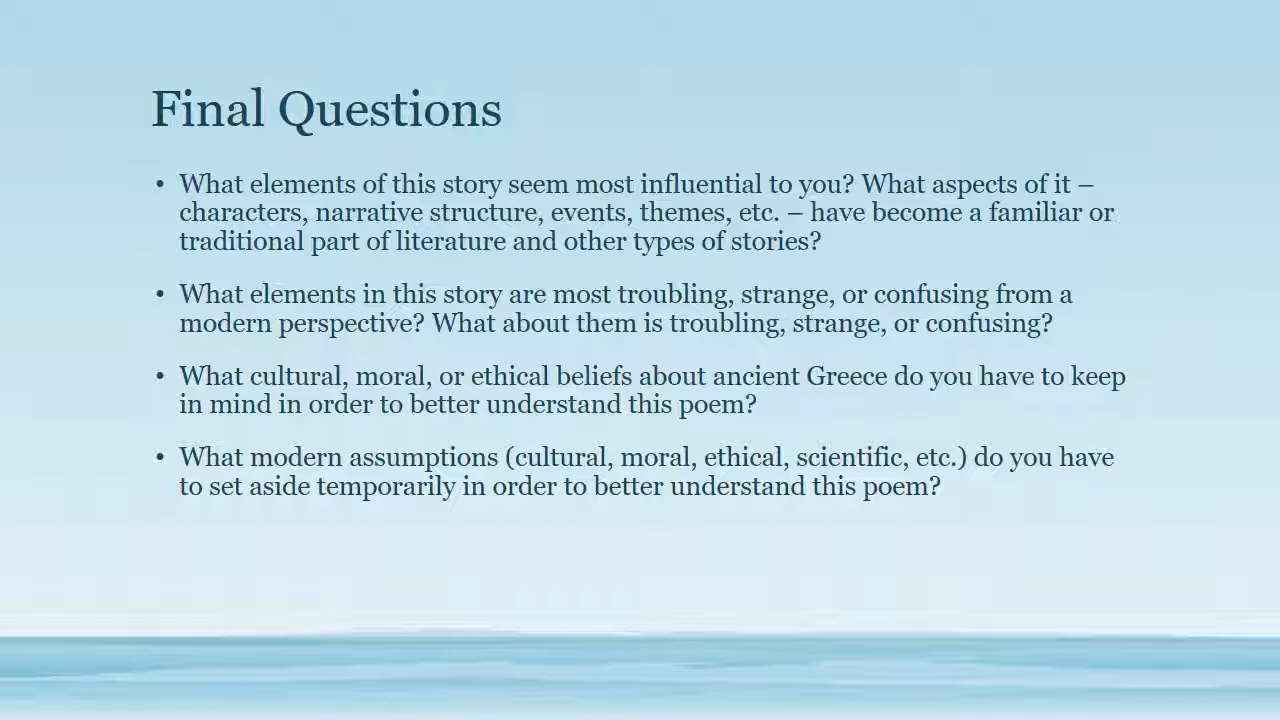 Final Questions
• What elements of this story seem most influential to you? What aspects of it –
characters, narrative structure, events, themes, etc. – have become a familiar or
traditional part of literature and other types of stories?
• What elements in this story are most troubling, strange, or confusing from a
modern perspective? What about them is troubling, strange, or confusing?
• What cultural, moral, or ethical beliefs about ancient Greece do you have to keep
in mind in order to better understand this poem?
• What modern assumptions (cultural, moral, ethical, scientific, etc.) do you have
to set aside temporarily in order to better understand this poem?